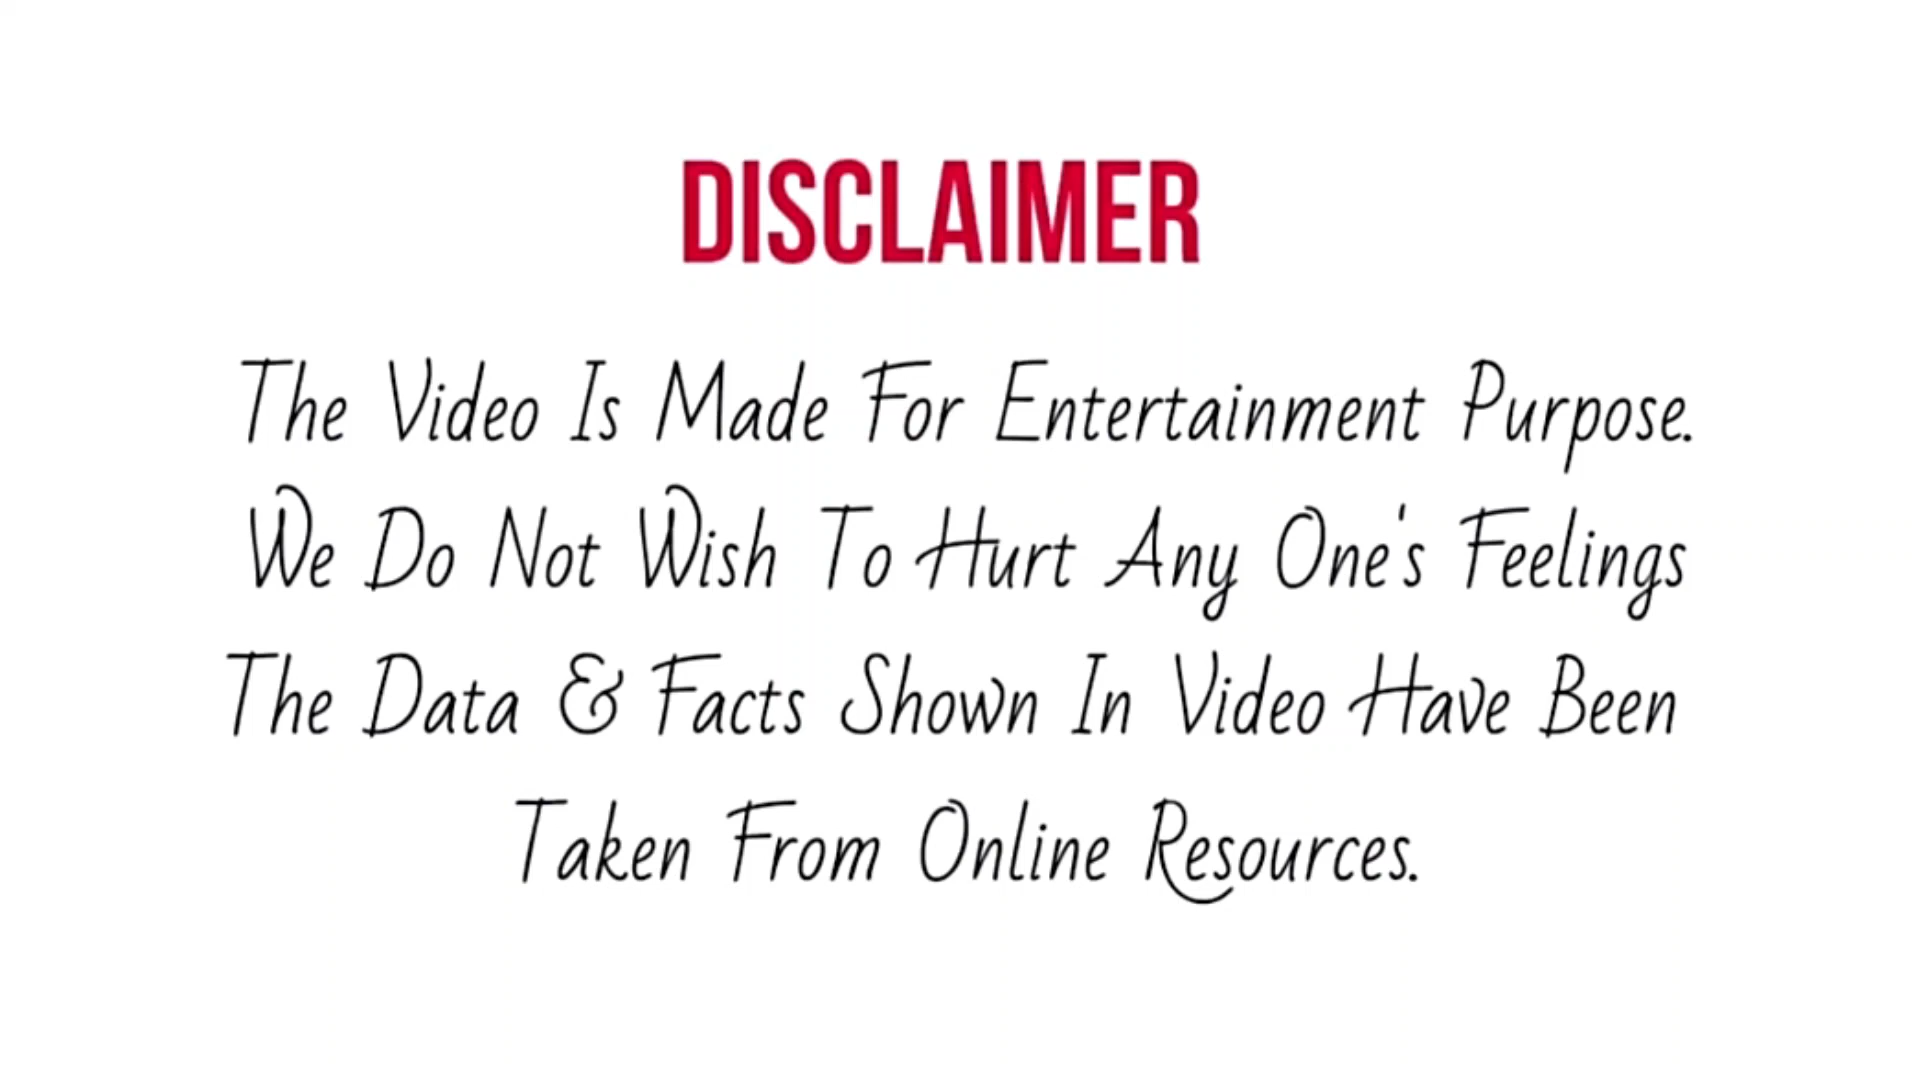 DISCLAIMER
The Video Is Made For Entertainment Purpose.
We Do Not Wish To Hurt Any One's Feelings
The Data & Facts Shown In Video Have Been
Taken From Online Resources.